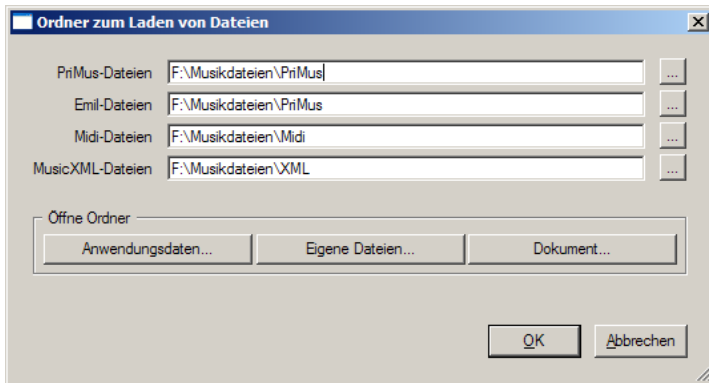 Ordner zum Laden von Dateien
PriMus-Dateien F:\Musikdateien\PriMus ...
Emil-Dateien F:\Musikdateien\PriMus ...
Midi-Dateien F:\Musikdateien\Midi ...
MusicXML-Dateien F:\Musikdateien\XML ...
Öffne Ordner
Anwendungsdaten... Eigene Dateien... Dokument...
OK Abbrechen